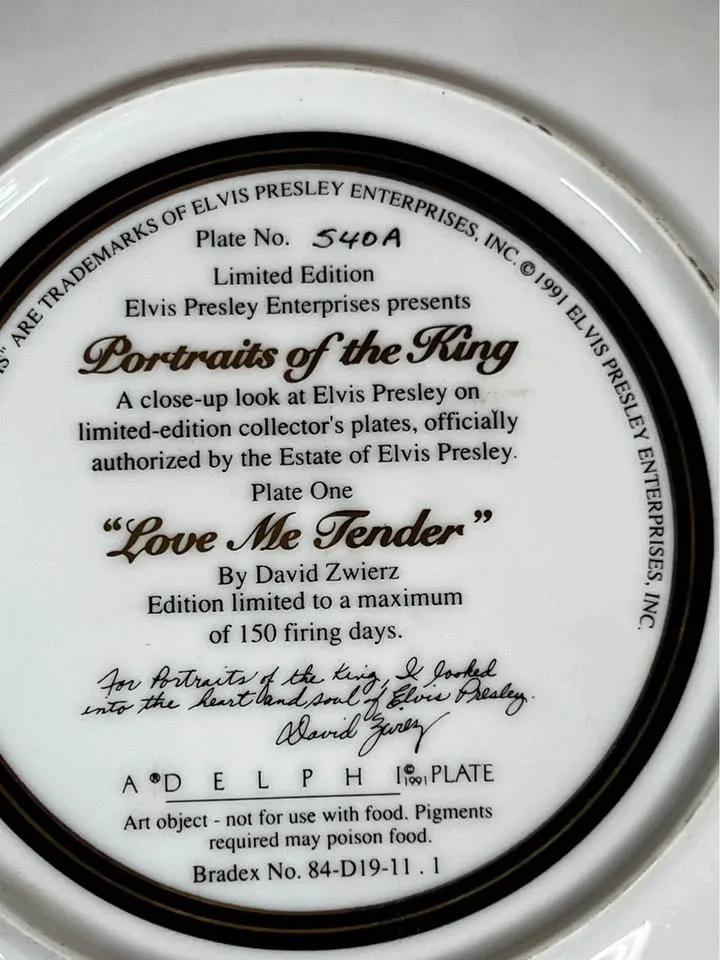 IS" ARE TRADEMARKS OF ELVIS PRESLEY ENTERPRISES, INC. © 1991 ELVIS PRESLEY ENTERPRISES, INC.
Plate No. 540A
Limited Edition
Elvis Presley Enterprises presents
Portraits of the King
A close-up look at Elvis Presley on
limited-edition collector's plates, officially
authorized by the Estate of Elvis Presley.
Plate One
"Love Me Tender"
By David Zwierz
Edition limited to a maximum
of 150 firing days.
For Portraits of the King, I looked
into the heart and soul of Elvis Presley.
David Zwierz
A ®D E L P H I © 1991 PLATE
Art object - not for use with food. Pigments
required may poison food.
Bradex No. 84-D19-11 . 1